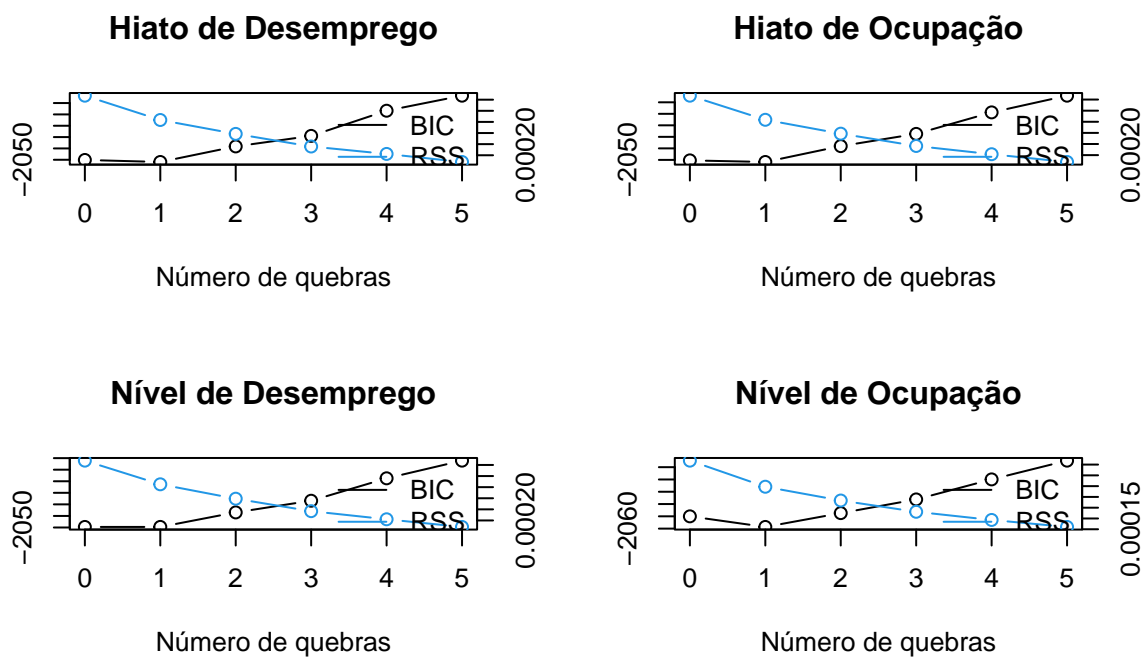 Hiato de Desemprego
−2050
BIC
RSS
0.00020
0 1 2 3 4 5
Número de quebras
Hiato de Ocupação
−2050
BIC
RSS
0.00020
0 1 2 3 4 5
Número de quebras
Nível de Desemprego
−2050
BIC
RSS
0.00020
0 1 2 3 4 5
Número de quebras
Nível de Ocupação
−2060
BIC
RSS
0.00015
0 1 2 3 4 5
Número de quebras